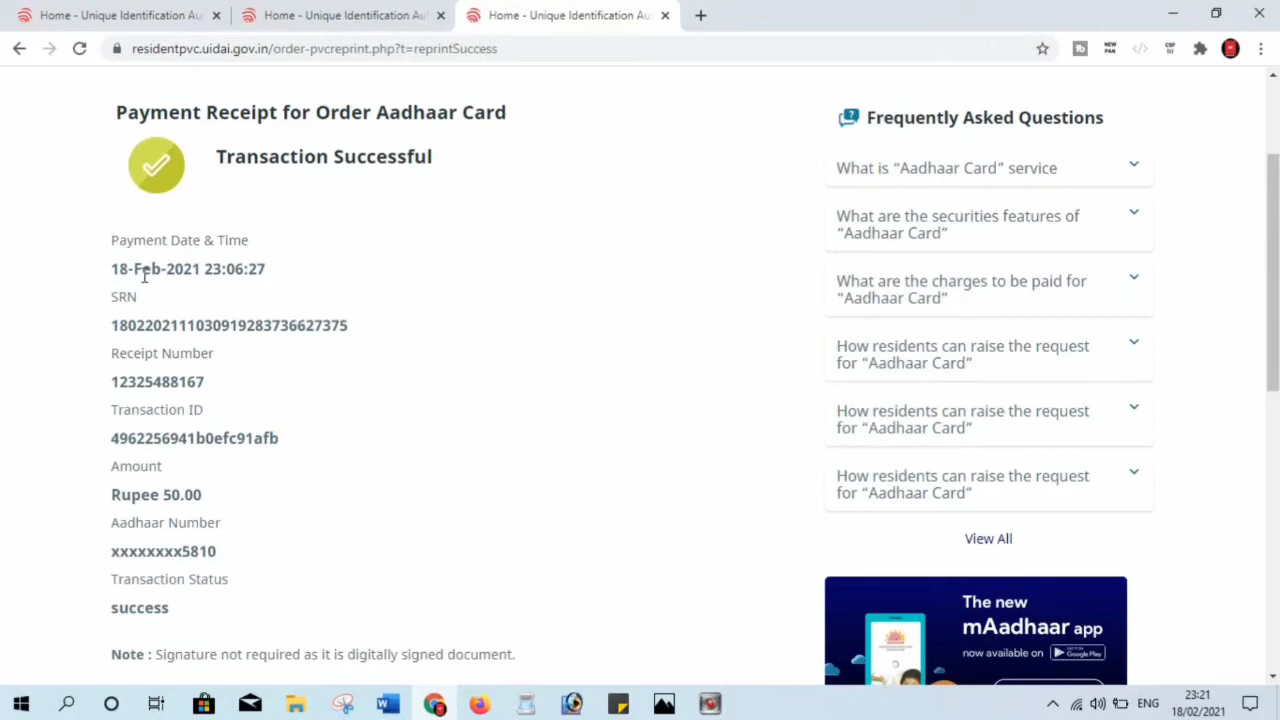 Home - Unique Identification Au
Home - Unique Identification Au
Home - Unique Identification Au
residentpvc.uidai.gov.in/order-pvcreprint.php?t=reprintSuccess
NEW
PAN
Payment Receipt for Order Aadhaar Card
Transaction Successful
Payment Date & Time
18-Feb-2021 23:06:27
SRN
1802202111030919283736627375
Receipt Number
12325488167
Transaction ID
4962256941b0efc91afb
Amount
Rupee 50.00
Aadhaar Number
xxxxxxxx5810
Transaction Status
success
Note : Signature not required as it is digitally signed document.
Frequently Asked Questions
What is “Aadhaar Card” service
What are the securities features of
“Aadhaar Card”
What are the charges to be paid for
“Aadhaar Card”
How residents can raise the request
for “Aadhaar Card”
How residents can raise the request
for “Aadhaar Card”
How residents can raise the request
for “Aadhaar Card”
View All
The new
mAadhaar app
now available on
Google Play
ENG
23:21
18/02/2021